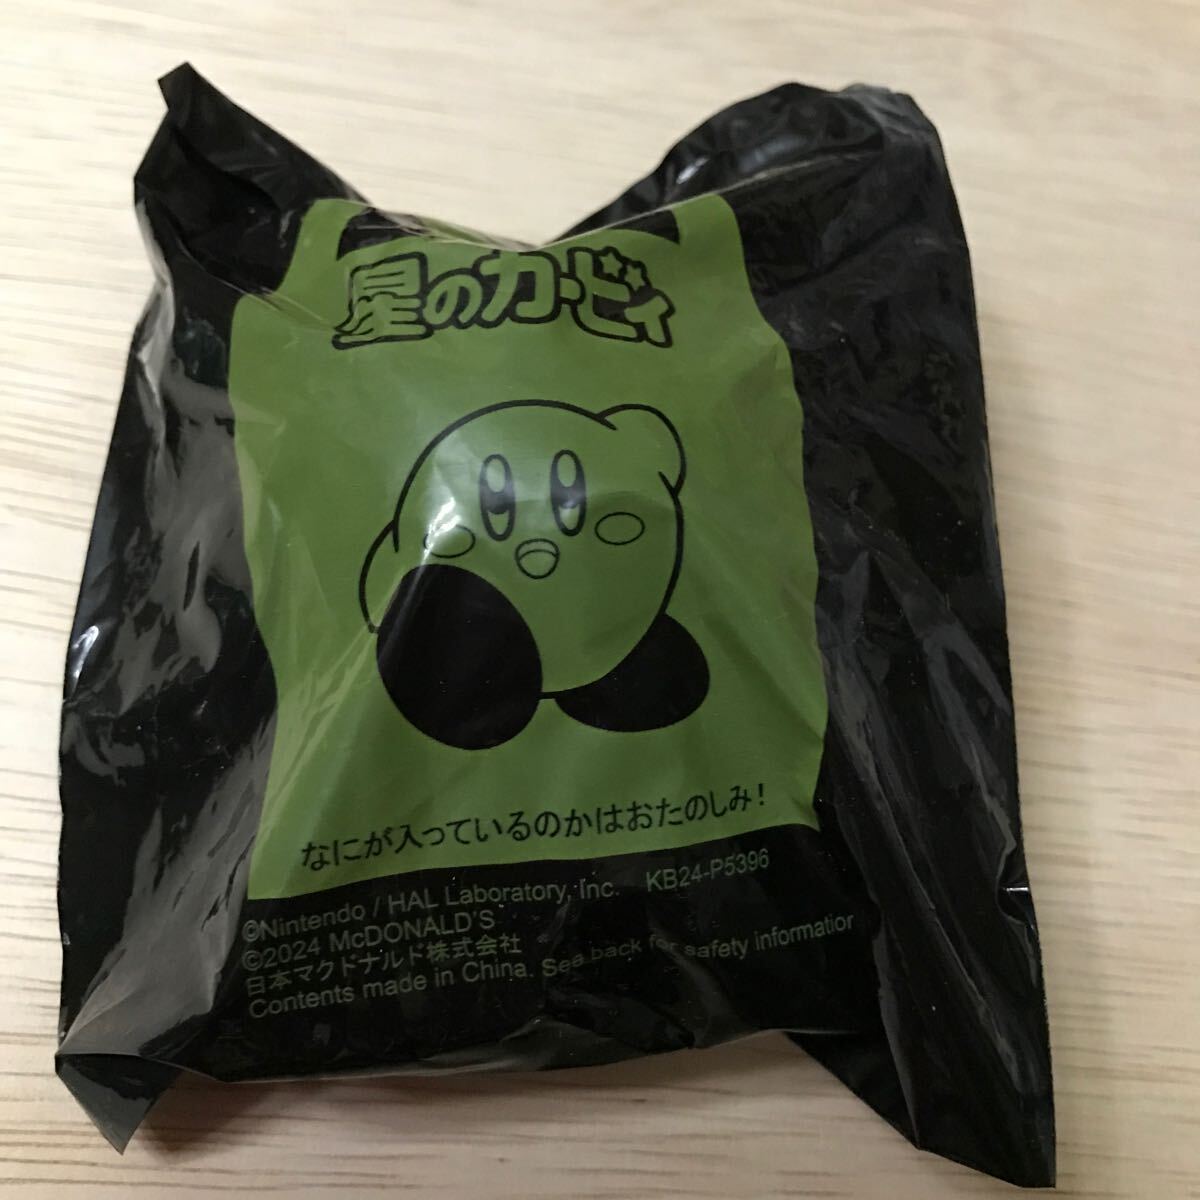 星のカービィ
なにが入っているのかはおたのしみ!
©Nintendo / HAL Laboratory, Inc. KB24-P5396
©2024 McDONALD'S
日本マクドナルド株式会社
Contents made in China. See back for safety information